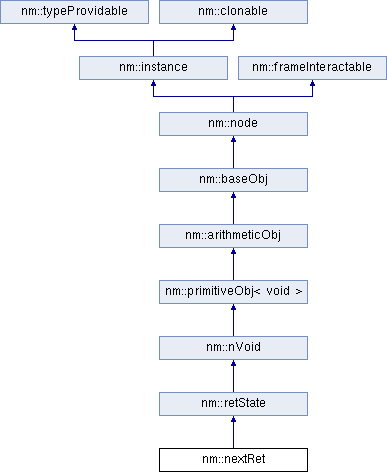 nm::typeProvidable nm::clonable
nm::instance nm::frameInteractable
nm::node
nm::baseObj
nm::arithmeticObj
nm::primitiveObj< void >
nm::nVoid
nm::retState
nm::nextRet